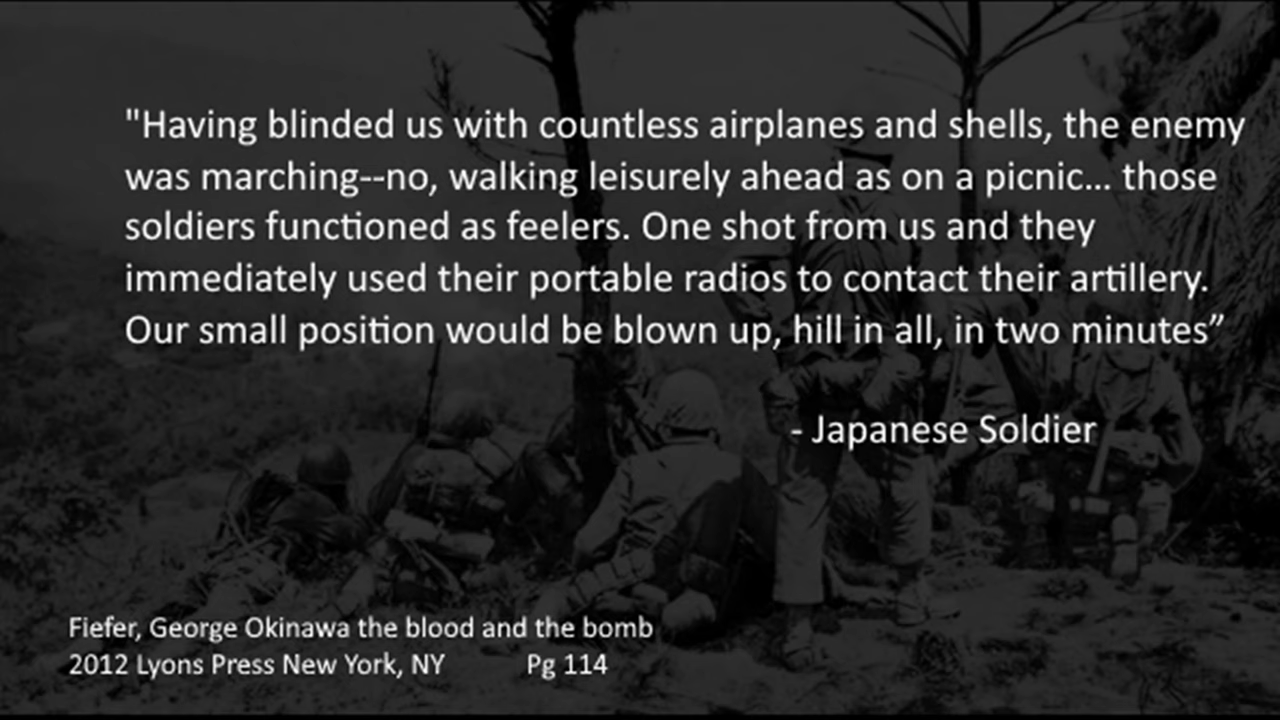 "Having blinded us with countless airplanes and shells, the enemy
was marching--no, walking leisurely ahead as on a picnic... those
soldiers functioned as feelers. One shot from us and they
immediately used their portable radios to contact their artillery.
Our small position would be blown up, hill in all, in two minutes”
- Japanese Soldier
Fiefer, George Okinawa the blood and the bomb
2012 Lyons Press New York, NY Pg 114